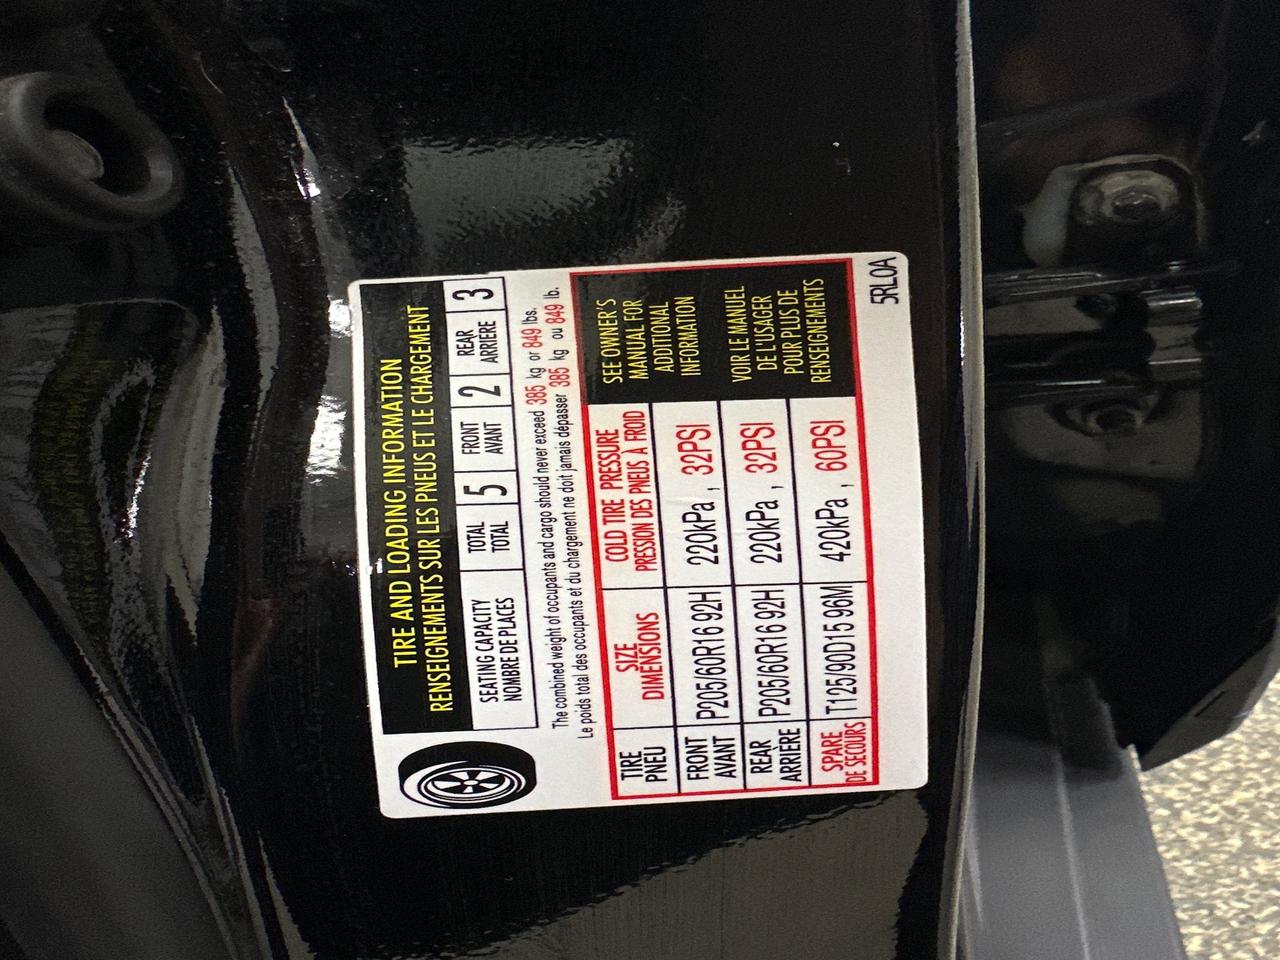 TIRE AND LOADING INFORMATION
RENSEIGNEMENTS SUR LES PNEUS ET LE CHARGEMENT
SEATING CAPACITY
NOMBRE DE PLACES
TOTAL
TOTAL
5
FRONT
AVANT
2
REAR
ARRIÈRE
3
The combined weight of occupants and cargo should never exceed 385 kg or 849 lbs.
Le poids total des occupants et du chargement ne doit jamais dépasser 385 kg ou 849 lb.
TIRE
PNEU
SIZE
DIMENSIONS
COLD TIRE PRESSURE
PRESSION DES PNEUS À FROID
FRONT
AVANT
P205/60R16 92H
220kPa , 32PSI
REAR
ARRIÈRE
P205/60R16 92H
220kPa , 32PSI
SPARE
DE SECOURS
T125/90D15 96M
420kPa , 60PSI
SEE OWNER'S
MANUAL FOR
ADDITIONAL
INFORMATION
VOIR LE MANUEL
DE L'USAGER
POUR PLUS DE
RENSEIGNEMENTS
5RL0A